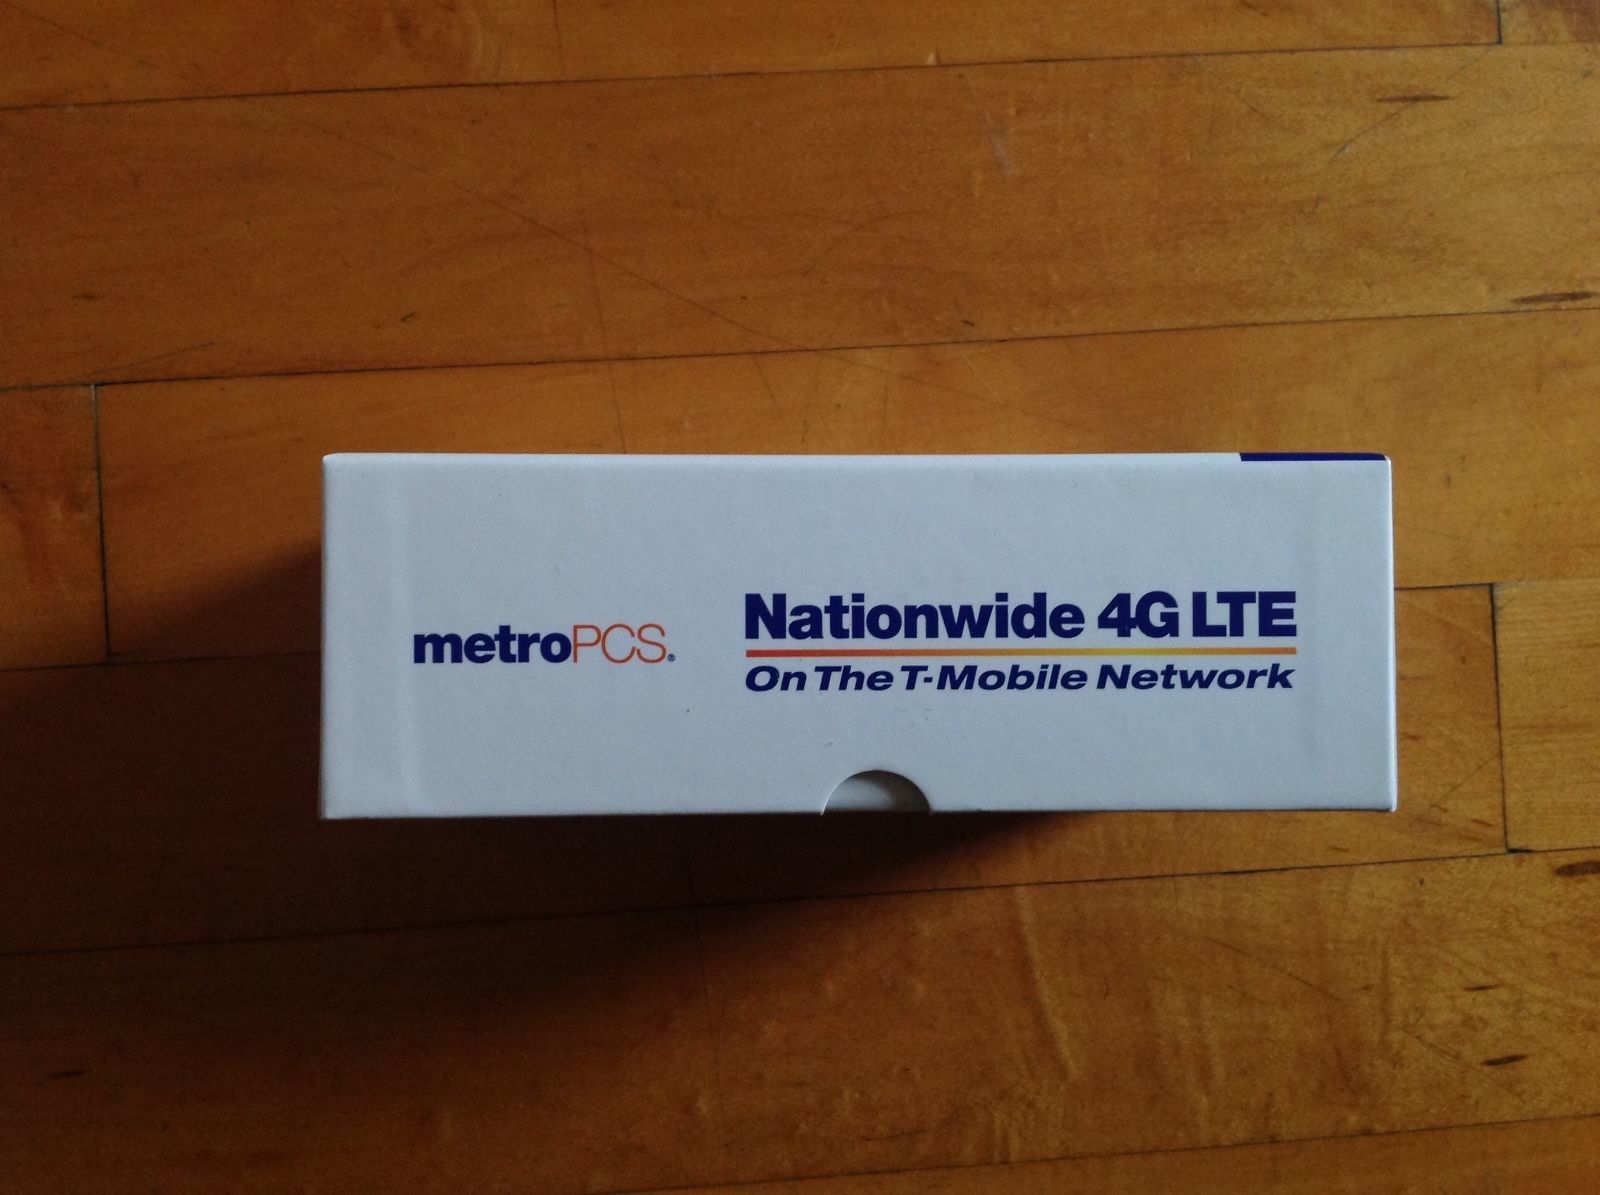 metroPCS®
Nationwide 4G LTE
On The T-Mobile Network